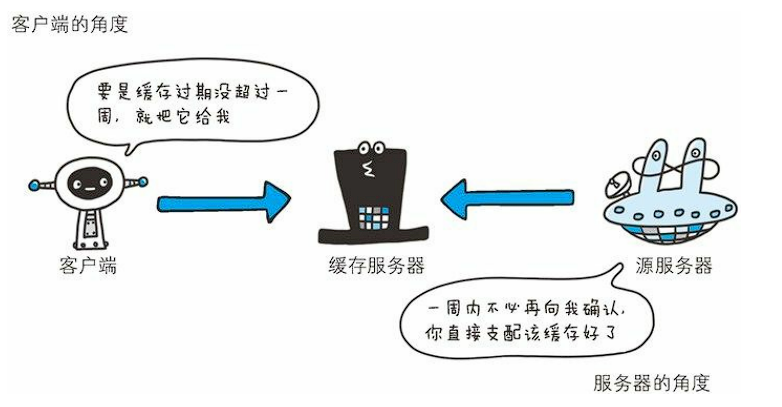 客户端的角度
要是缓存过期没超过一
周，就把它给我
客户端
缓存服务器
源服务器
一周内不必再向我确认，
你直接支配该缓存好了
服务器的角度